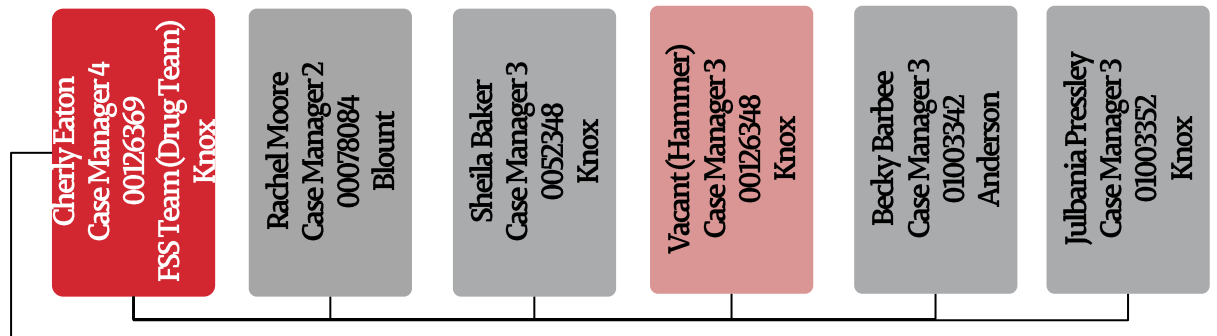 Cherly Eaton
Case Manager 4
00126369
FSS Team (Drug Team)
Knox
Rachel Moore
Case Manager 2
00078084
Blount
Sheila Baker
Case Manager 3
0052348
Knox
Vacant (Hammer)
Case Manager 3
00126348
Knox
Becky Barbee
Case Manager 3
01003342
Anderson
Julbania Pressley
Case Manager 3
01003352
Knox